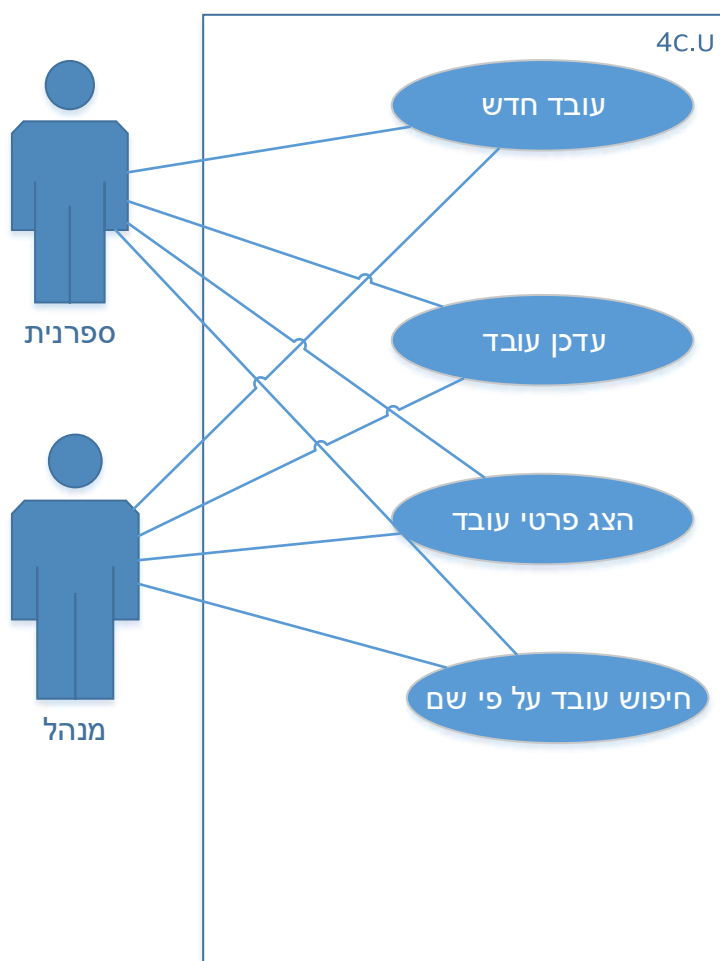 4C.U
עובד חדש
עדכן עובד
ספרנית
הצג פרטי עובד
חיפוש עובד על פי שם
מנהל